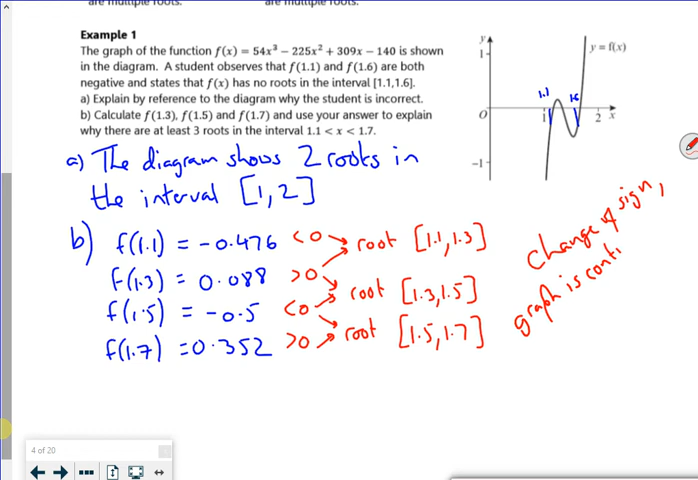 are multiple roots.
are multiple roots.
Example 1
The graph of the function f(x) = 54x³ − 225x² + 309x − 140 is shown
in the diagram. A student observes that f(1.1) and f(1.6) are both
negative and states that f(x) has no roots in the interval [1.1,1.6].
a) Explain by reference to the diagram why the student is incorrect.
b) Calculate f(1.3), f(1.5) and f(1.7) and use your answer to explain
why there are at least 3 roots in the interval 1.1 < x < 1.7.
y
1
y = f(x)
1.1
1.6
O
1
2
x
−1
a) The diagram shows 2 roots in
the interval [1,2]
b) f(1.1) = -0.476 <0 root [1.1,1.3]
f(1.3) = 0.088 >0
f(1.5) = -0.5 <0 root [1.3,1.5]
f(1.7) = 0.352 >0 root [1.5,1.7]
change of sign,
graph is conti
4 of 20